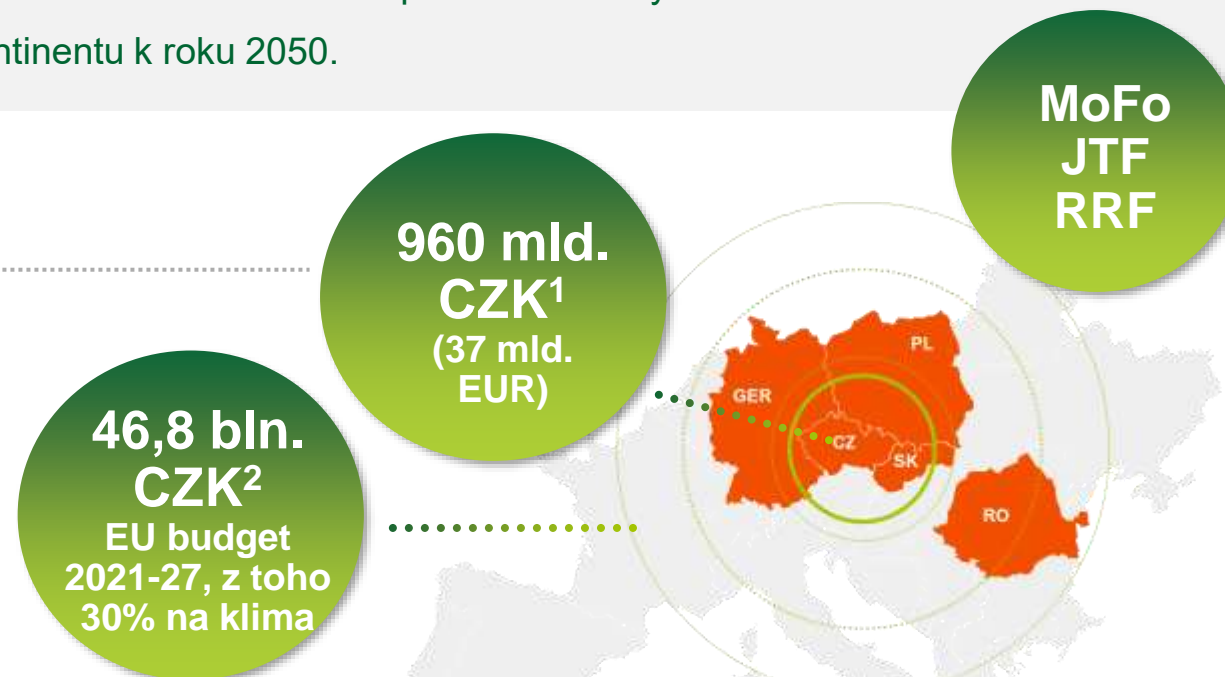 ntinentu k roku 2050.
MoFo
JTF
RRF
960 mld.
CZK¹
(37 mld.
EUR)
46,8 bln.
CZK²
EU budget
2021-27, z toho
30% na klima
PL
GER
CZ
SK
RO